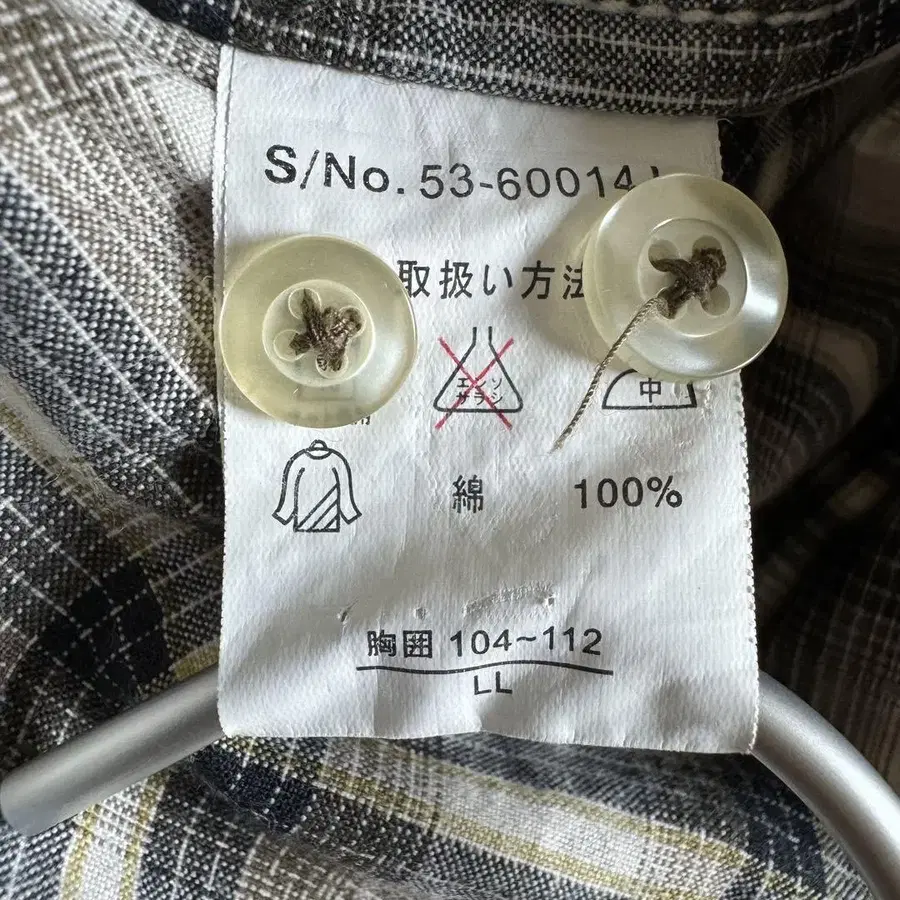 S/No. 53-60014
取扱い方法
エンソ
サラシ
中
綿 100%
胸囲 104~112
LL